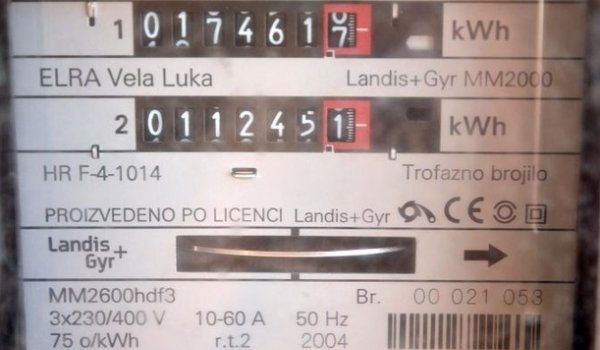 1 0174617 kWh
ELRA Vela Luka Landis+Gyr MM2000
2 0112451 kWh
HR F-4-1014 Trofazno brojilo
PROIZVEDENO PO LICENCI Landis+Gyr CE
Landis+
Gyr
MM2600hdf3 Br. 00 021 053
3x230/400 V 10-60 A 50 Hz
75 o/kWh r.t.2 2004